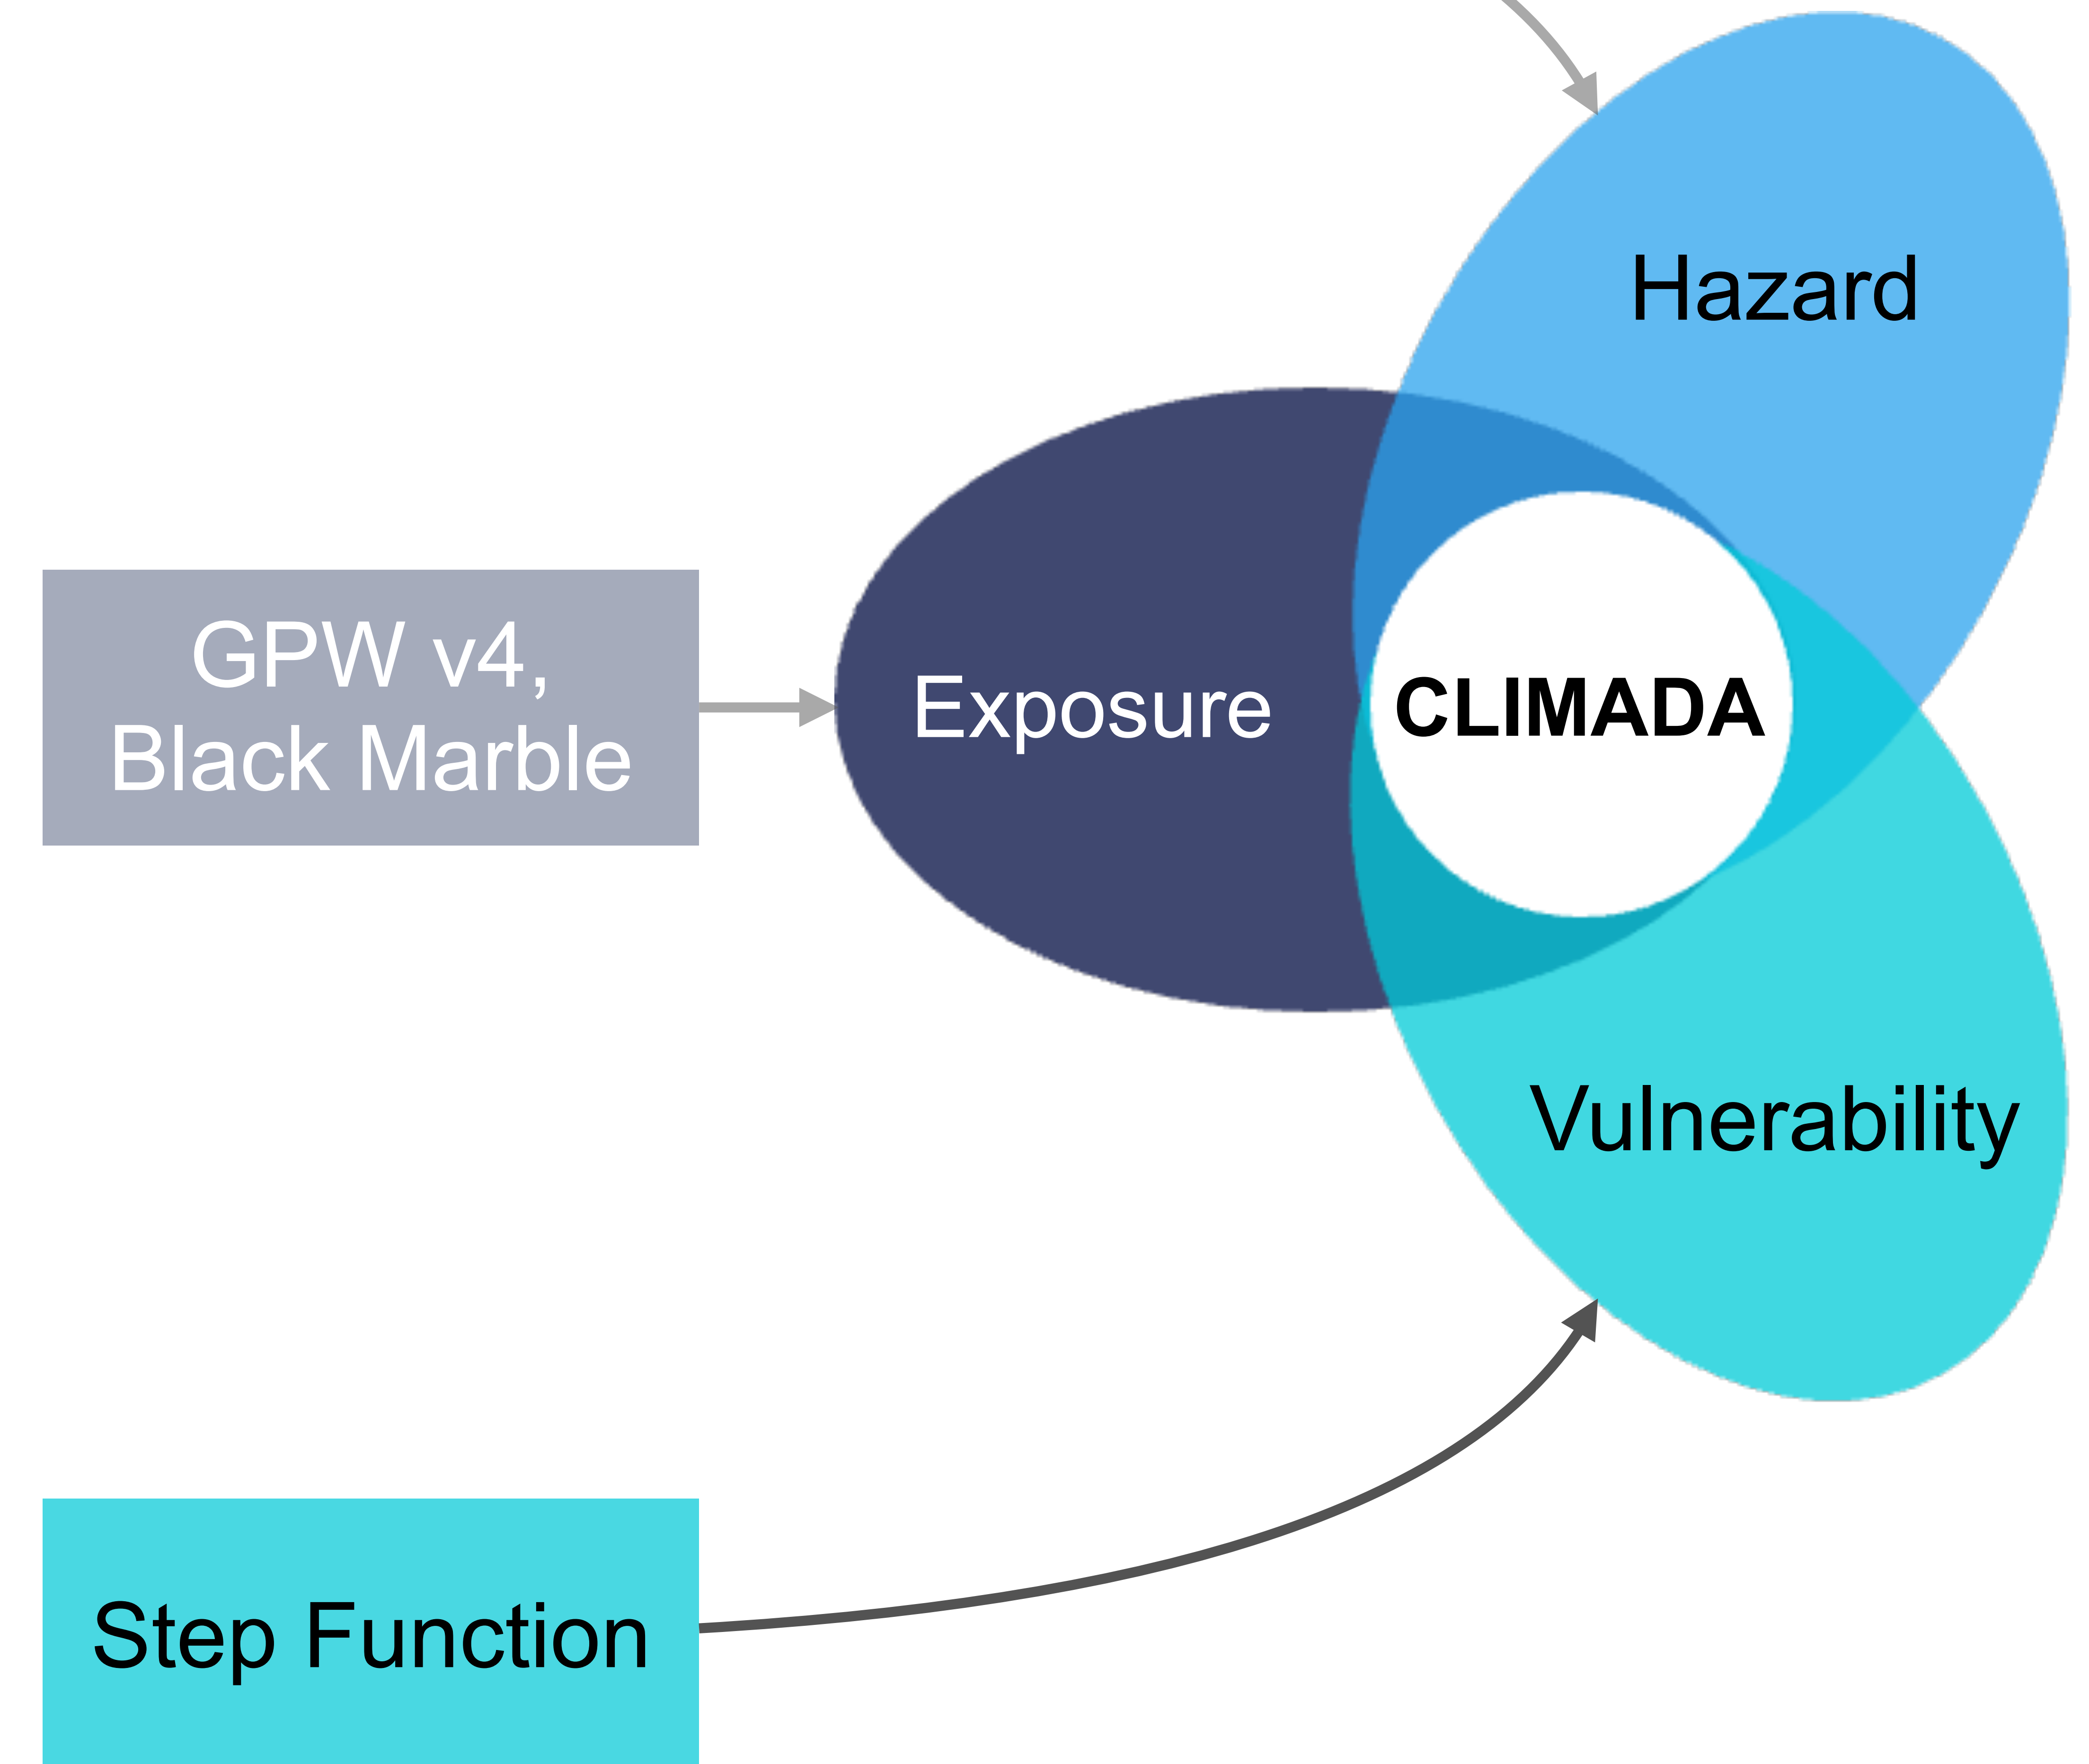 Hazard
GPW v4,
Black Marble
Exposure
CLIMADA
Vulnerability
Step Function